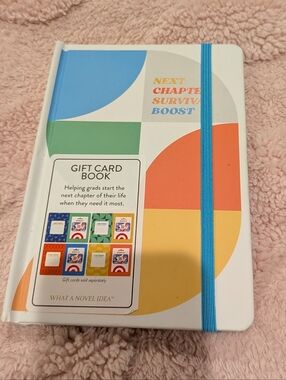 NEXT
CHAPTE
SURVIVA
BOOST
GIFT CARD
BOOK
Helping grads start the
next chapter of their life
when they need it most.
Gift cards sold separately
WHAT A NOVEL IDEA®